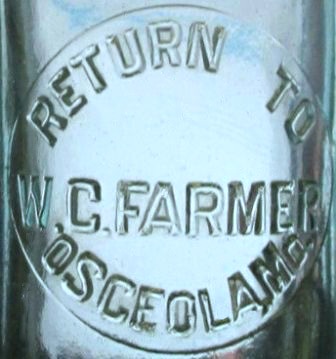 RETURN TO
W.C.FARMER
OSCEOLA,Mo.